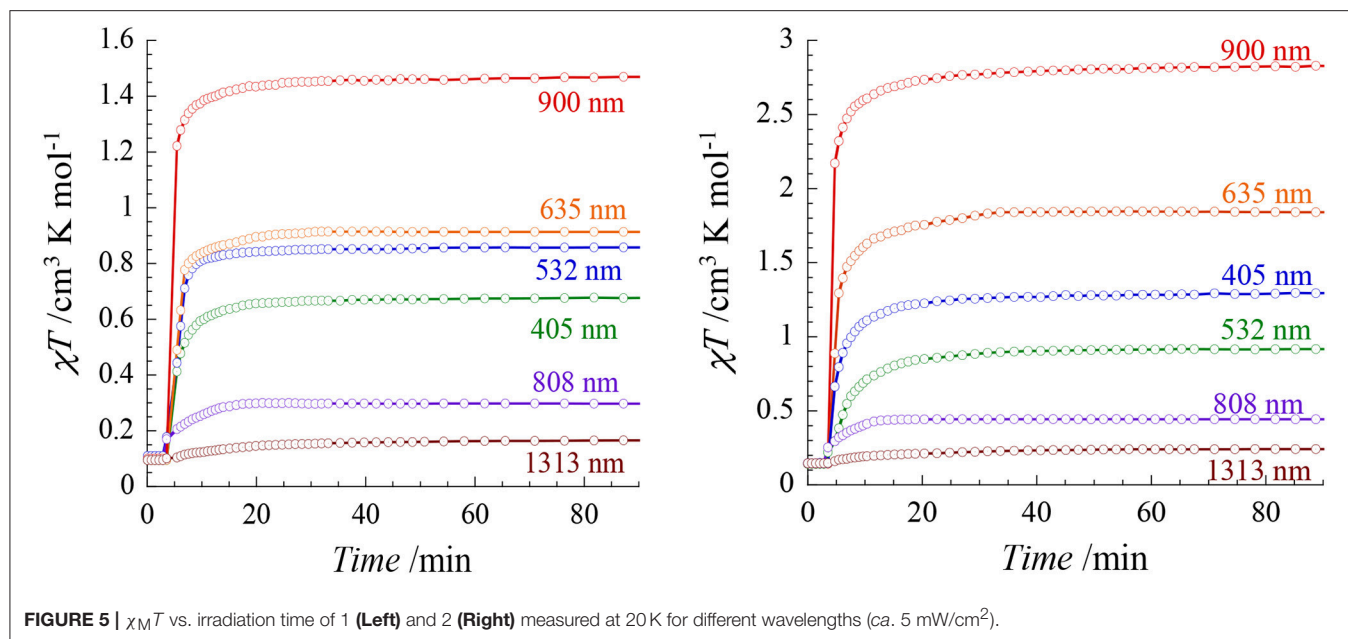 1.6
1.4
1.2
1
0.8
0.6
0.4
0.2
0
χT /cm³ K mol⁻¹
900 nm
635 nm
532 nm
405 nm
808 nm
1313 nm
0 20 40 60 80
Time /min
3
2.5
2
1.5
1
0.5
0
χT /cm³ K mol⁻¹
900 nm
635 nm
405 nm
532 nm
808 nm
1313 nm
0 20 40 60 80
Time /min
FIGURE 5 | χMT vs. irradiation time of 1 (Left) and 2 (Right) measured at 20 K for different wavelengths (ca. 5 mW/cm²).